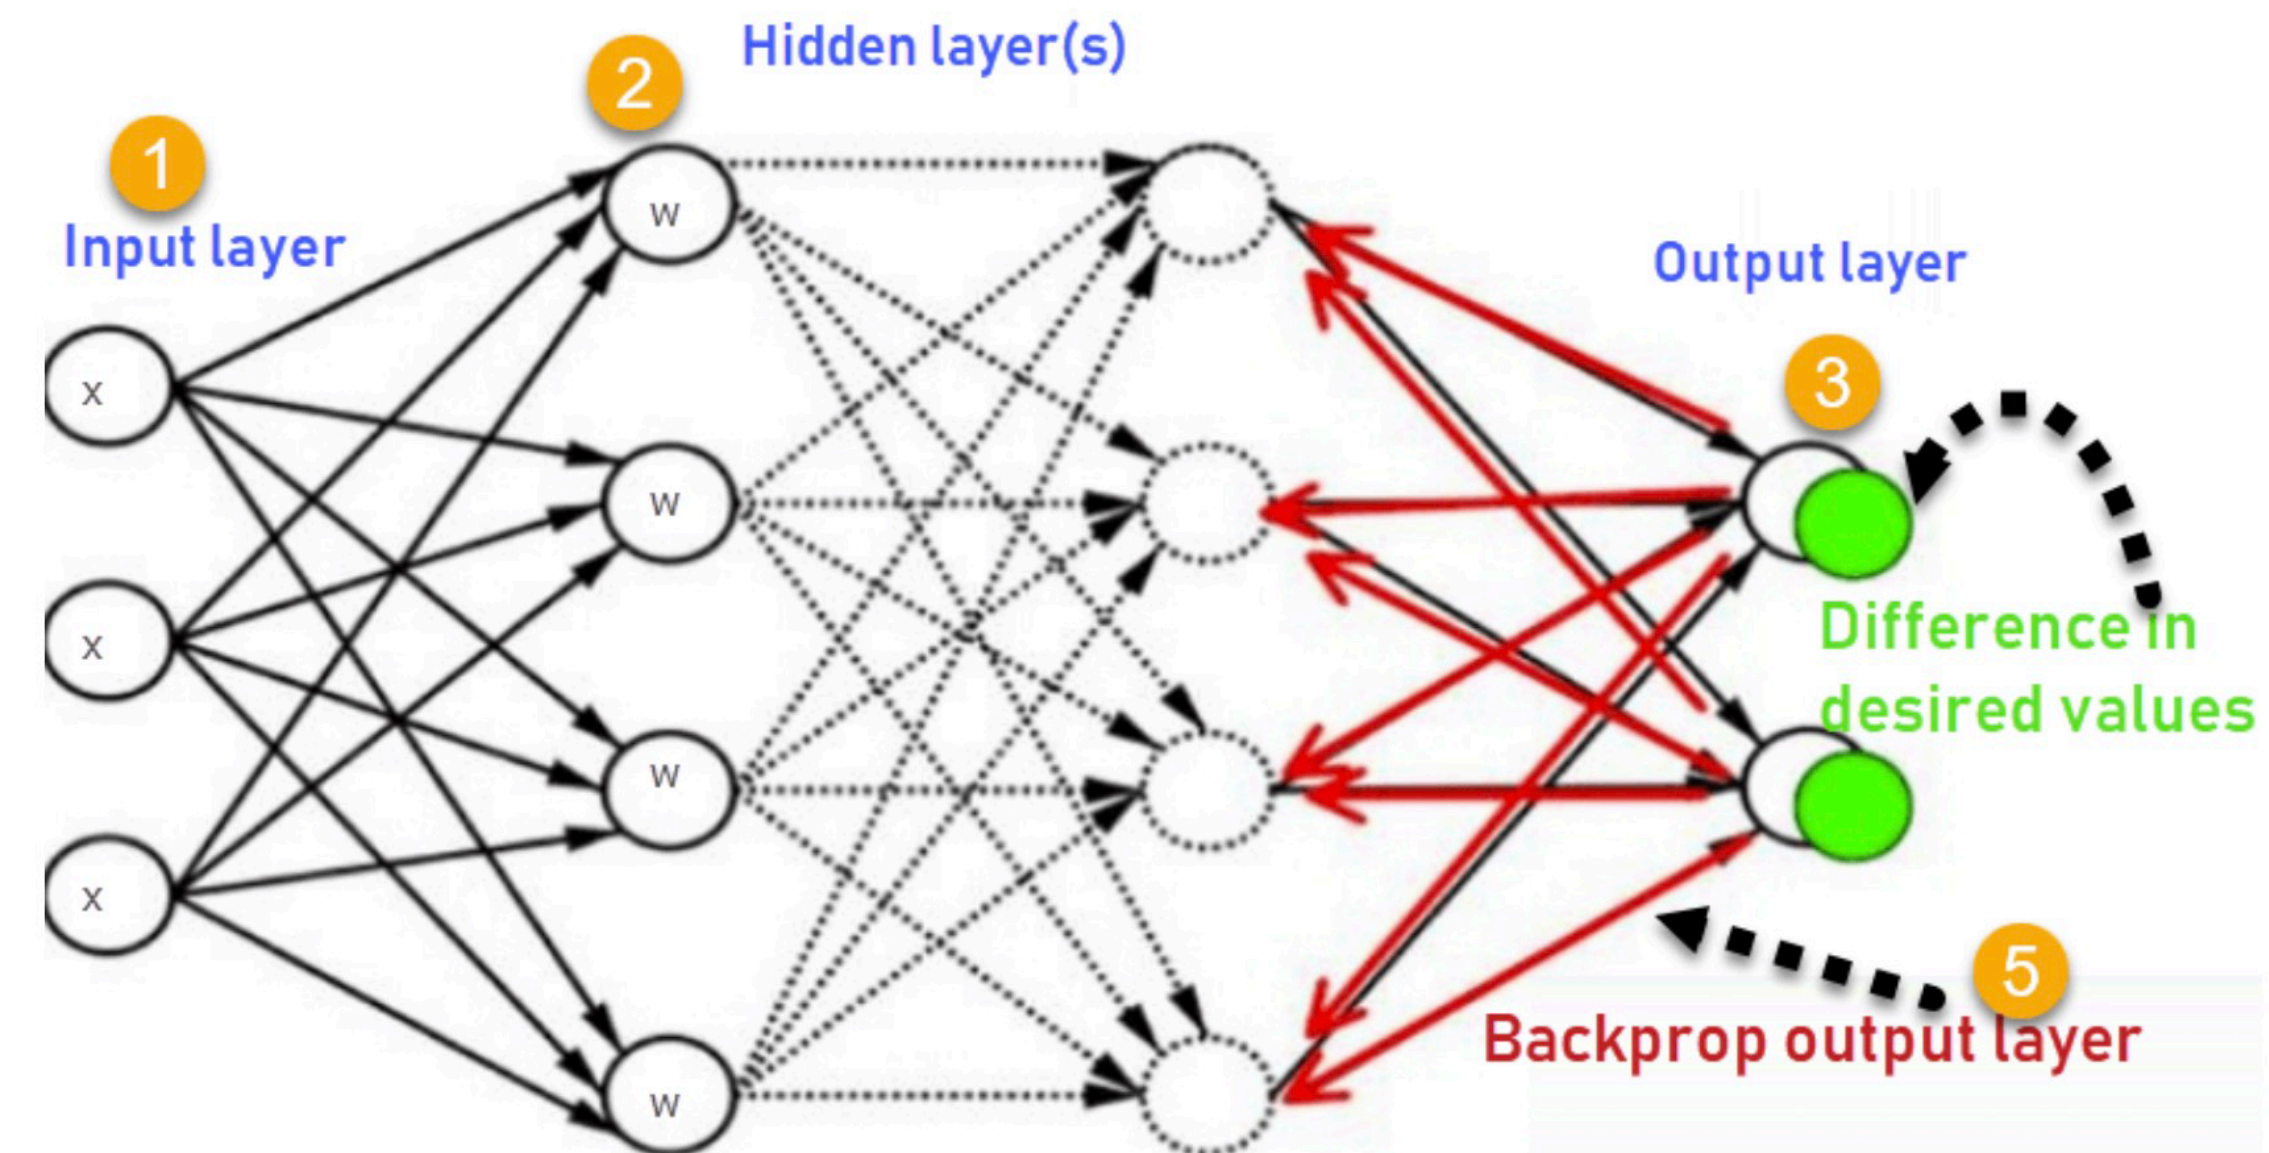 Hidden layer(s)
2
1
Input layer
Output layer
3
x
x
x
w
w
w
w
Difference in
desired values
5
Backprop output layer